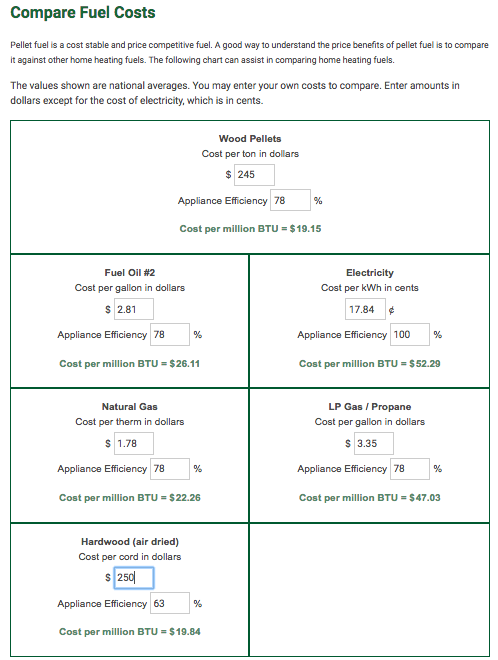 Compare Fuel Costs
Pellet fuel is a cost stable and price competitive fuel. A good way to understand the price benefits of pellet fuel is to compare
it against other home heating fuels. The following chart can assist in comparing home heating fuels.
The values shown are national averages. You may enter your own costs to compare. Enter amounts in
dollars except for the cost of electricity, which is in cents.
Wood Pellets
Cost per ton in dollars
$ 245
Appliance Efficiency 78 %
Cost per million BTU = $19.15
Fuel Oil #2
Cost per gallon in dollars
$ 2.81
Appliance Efficiency 78 %
Cost per million BTU = $26.11
Electricity
Cost per kWh in cents
17.84 ¢
Appliance Efficiency 100 %
Cost per million BTU = $52.29
Natural Gas
Cost per therm in dollars
$ 1.78
Appliance Efficiency 78 %
Cost per million BTU = $22.26
LP Gas / Propane
Cost per gallon in dollars
$ 3.35
Appliance Efficiency 78 %
Cost per million BTU = $47.03
Hardwood (air dried)
Cost per cord in dollars
$ 250
Appliance Efficiency 63 %
Cost per million BTU = $19.84